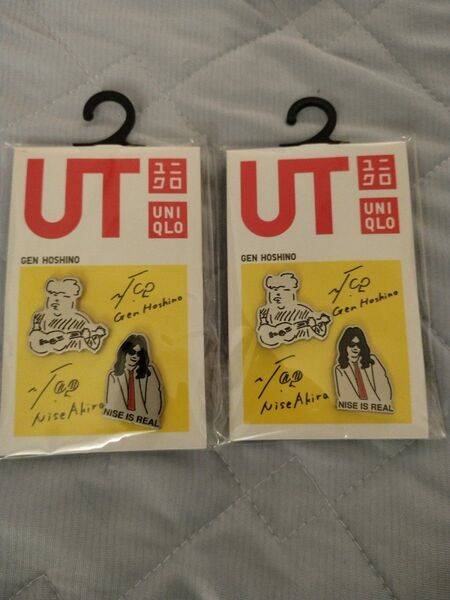 UT
ユニ
クロ
UNI
QLO
GEN HOSHINO
Gen Hoshino
Nise Akira
NISE IS REAL
UT
ユニ
クロ
UNI
QLO
GEN HOSHINO
Gen Hoshino
Nise Akira
NISE IS REAL